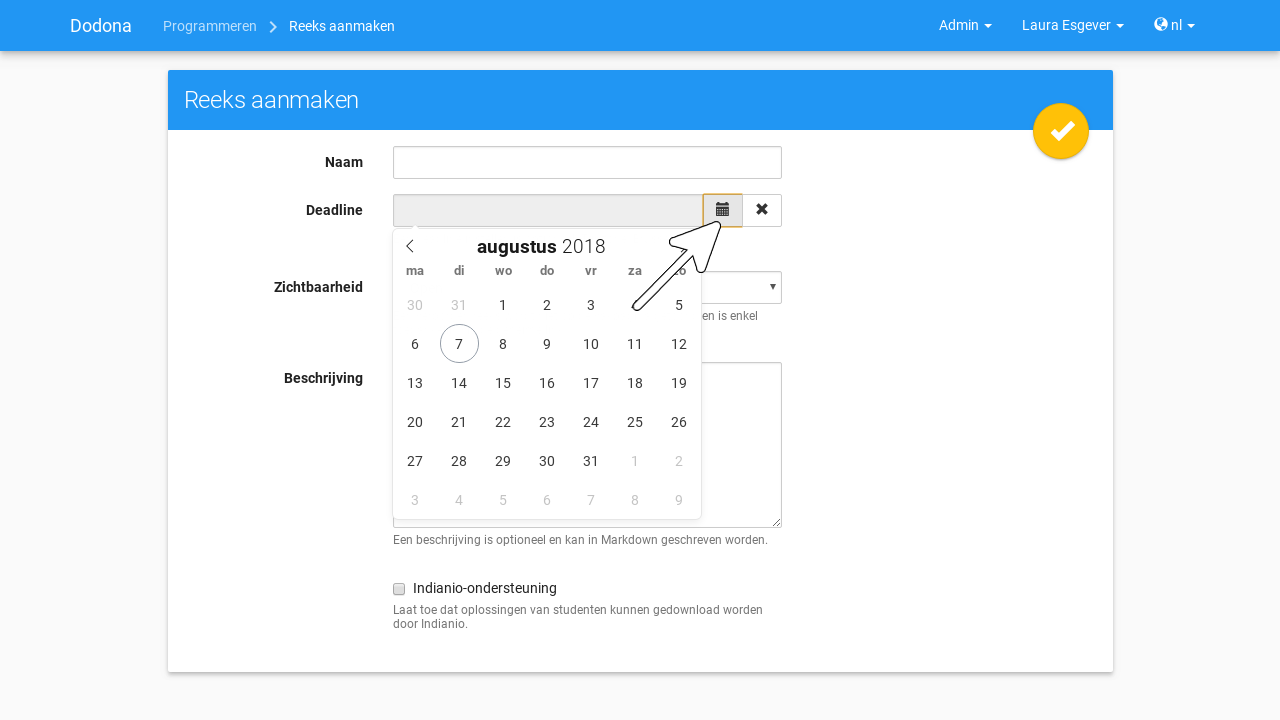 Dodona Programmeren Reeks aanmaken Admin Laura Esgever nl
Reeks aanmaken
Naam
Deadline
augustus 2018
ma di wo do vr za zo
Zichtbaarheid
30 31 1 2 3 5
en is enkel
6 7 8 9 10 11 12
Beschrijving
13 14 15 16 17 18 19
20 21 22 23 24 25 26
27 28 29 30 31 1 2
3 4 5 6 7 8 9
Een beschrijving is optioneel en kan in Markdown geschreven worden.
Indianio-ondersteuning
Laat toe dat oplossingen van studenten kunnen gedownload worden
door Indianio.